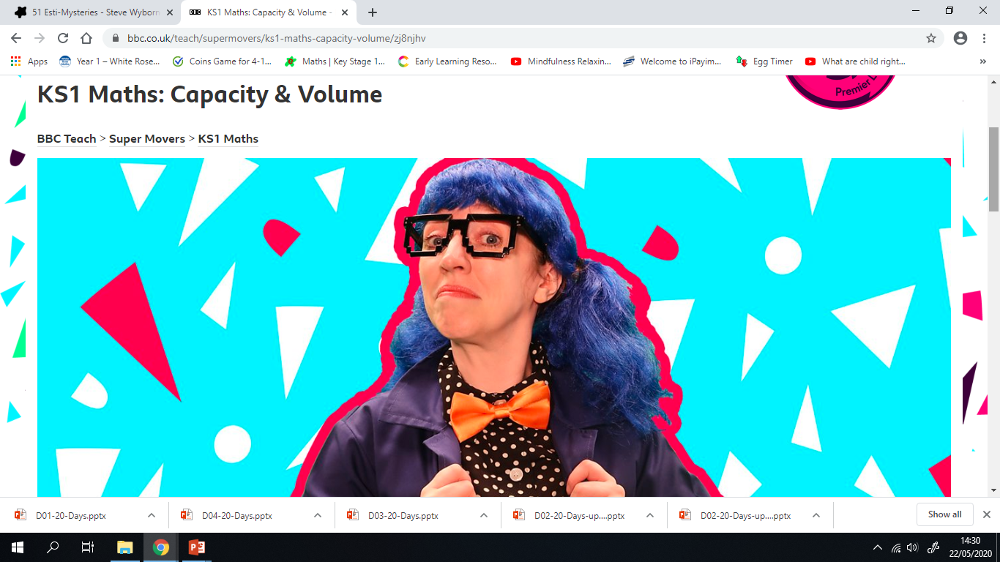 51 Esti-Mysteries - Steve Wyborn
BBC KS1 Maths: Capacity & Volume -
bbc.co.uk/teach/supermovers/ks1-maths-capacity-volume/zj8njhv
Apps Year 1 – White Rose... Coins Game for 4-1... Maths | Key Stage 1... Early Learning Reso... Mindfulness Relaxin... Welcome to iPayim... Egg Timer What are child right... »
KS1 Maths: Capacity & Volume
Premier
BBC Teach > Super Movers > KS1 Maths
D01-20-Days.pptx D04-20-Days.pptx D03-20-Days.pptx D02-20-Days-up....pptx D02-20-Days-up....pptx Show all
14:30
22/05/2020